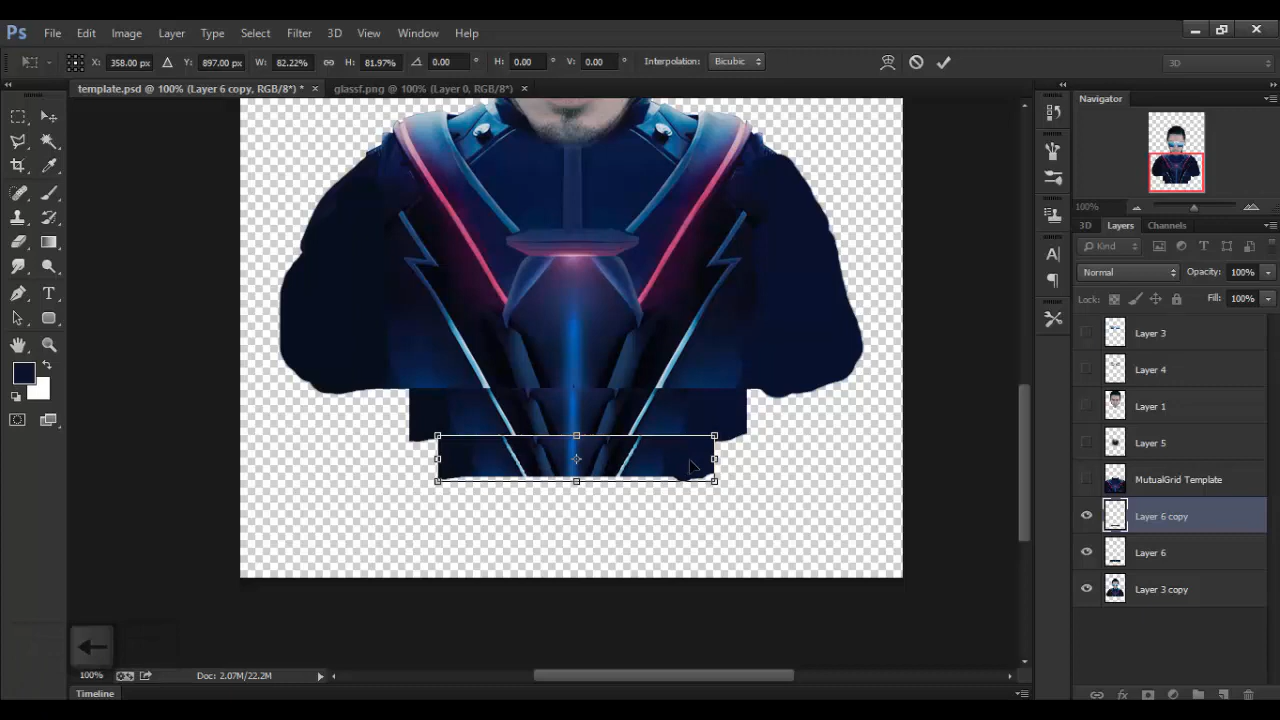 Ps File Edit Image Layer Type Select Filter 3D View Window Help
X: 358.00 px Y: 897.00 px W: 82.22% H: 81.97% 0.00 ° H: 0.00 ° V: 0.00 ° Interpolation: Bicubic 3D
template.psd @ 100% (Layer 6 copy, RGB/8*) * × glassf.png @ 100% (Layer 0, RGB/8*) ×
Navigator
100%
3D Layers Channels
Kind
Normal Opacity: 100%
Lock: Fill: 100%
Layer 3
Layer 4
Layer 1
Layer 5
MutualGrid Template
Layer 6 copy
Layer 6
Layer 3 copy
100% Doc: 2.07M/22.2M
Timeline